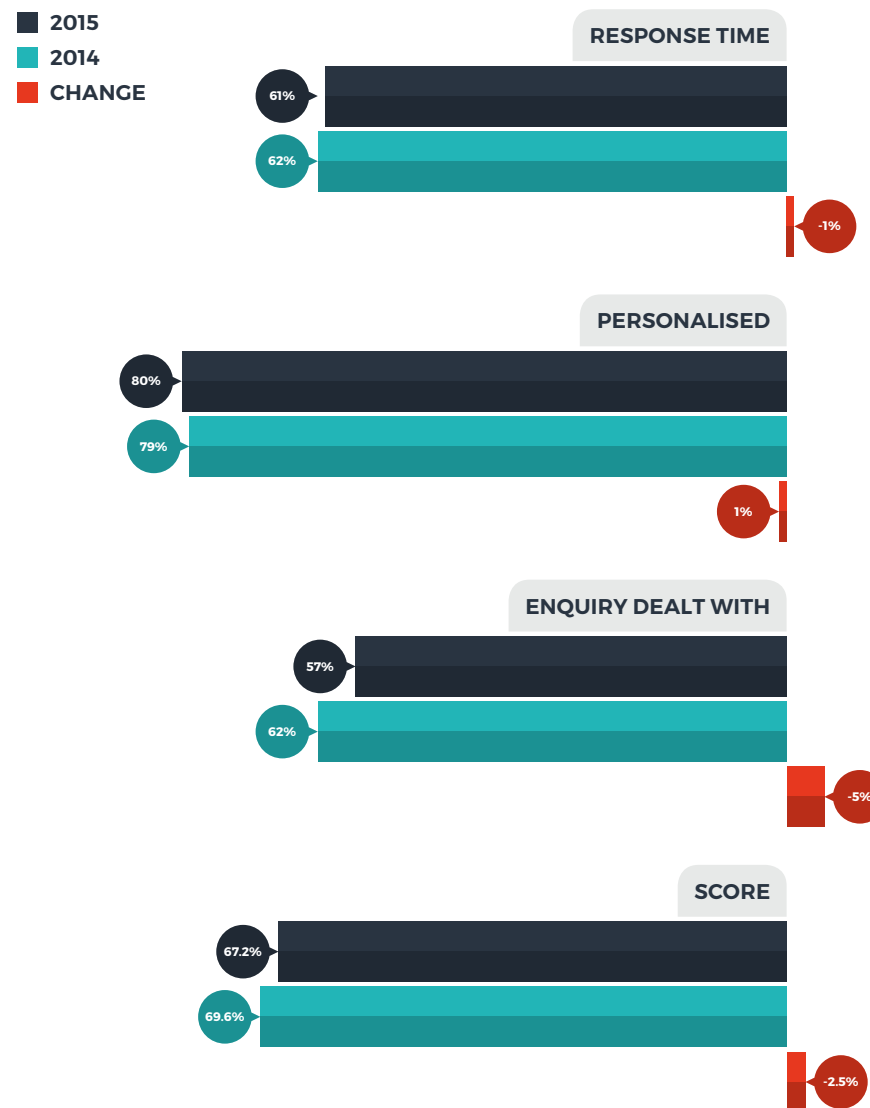 2015
2014
CHANGE
RESPONSE TIME
61%
62%
-1%
PERSONALISED
80%
79%
1%
ENQUIRY DEALT WITH
57%
62%
-5%
SCORE
67.2%
69.6%
-2.5%